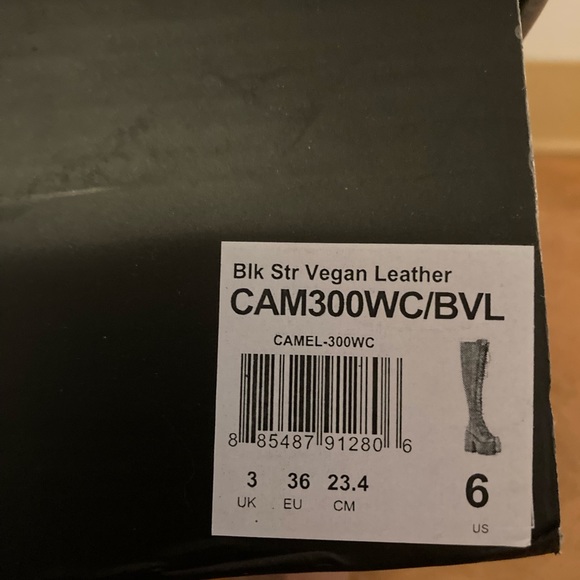 Blk Str Vegan Leather
CAM300WC/BVL
CAMEL-300WC
8 85487 91280 6
3 36 23.4 6
UK EU CM US